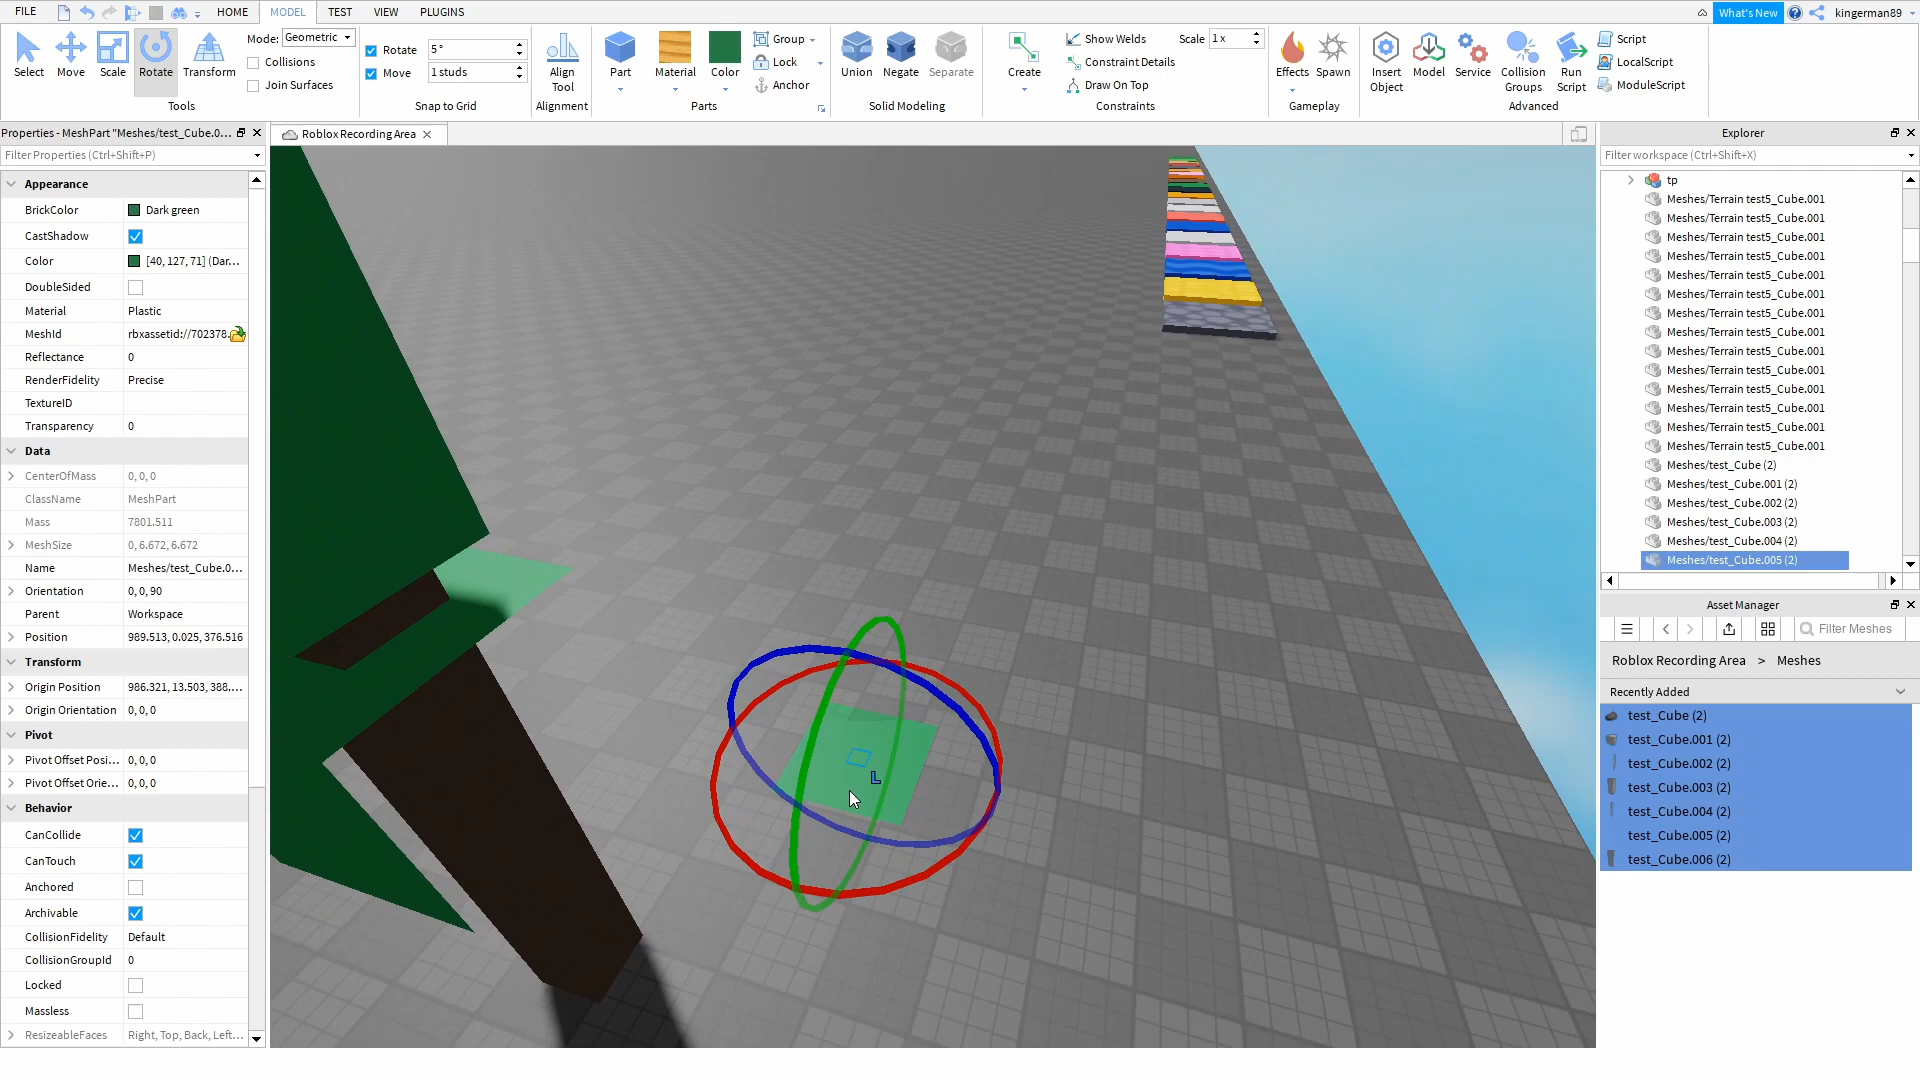 FILE HOME MODEL TEST VIEW PLUGINS What's New kingerman89
Select Move Scale Rotate Transform
Mode: Geometric
Collisions
Join Surfaces
Tools
Rotate 5°
Move 1 studs
Snap to Grid
Align Tool
Alignment
Part Material Color
Group
Lock
Anchor
Parts
Union Negate Separate
Solid Modeling
Create
Show Welds Scale 1 x
Constraint Details
Draw On Top
Constraints
Effects Spawn
Gameplay
Insert Object Model Service Collision Groups Run Script
Script
LocalScript
ModuleScript
Advanced
Properties - MeshPart "Meshes/test_Cube.0...
Filter Properties (Ctrl+Shift+P)
Appearance
BrickColor Dark green
CastShadow
Color [40, 127, 71] (Dar...
DoubleSided
Material Plastic
MeshId rbxassetid://702378.
Reflectance 0
RenderFidelity Precise
TextureID
Transparency 0
Data
CenterOfMass 0, 0, 0
ClassName MeshPart
Mass 7801.511
MeshSize 0, 6.672, 6.672
Name Meshes/test_Cube.0...
Orientation 0, 0, 90
Parent Workspace
Position 989.513, 0.025, 376.516
Transform
Origin Position 986.321, 13.503, 388....
Origin Orientation 0, 0, 0
Pivot
Pivot Offset Posi... 0, 0, 0
Pivot Offset Orie... 0, 0, 0
Behavior
CanCollide
CanTouch
Anchored
Archivable
CollisionFidelity Default
CollisionGroupId 0
Locked
Massless
ResizeableFaces Right, Top, Back, Left...
Roblox Recording Area
L
Explorer
Filter workspace (Ctrl+Shift+X)
tp
Meshes/Terrain test5_Cube.001
Meshes/Terrain test5_Cube.001
Meshes/Terrain test5_Cube.001
Meshes/Terrain test5_Cube.001
Meshes/Terrain test5_Cube.001
Meshes/Terrain test5_Cube.001
Meshes/Terrain test5_Cube.001
Meshes/Terrain test5_Cube.001
Meshes/Terrain test5_Cube.001
Meshes/Terrain test5_Cube.001
Meshes/Terrain test5_Cube.001
Meshes/Terrain test5_Cube.001
Meshes/Terrain test5_Cube.001
Meshes/Terrain test5_Cube.001
Meshes/test_Cube (2)
Meshes/test_Cube.001 (2)
Meshes/test_Cube.002 (2)
Meshes/test_Cube.003 (2)
Meshes/test_Cube.004 (2)
Meshes/test_Cube.005 (2)
Asset Manager
Filter Meshes
Roblox Recording Area > Meshes
Recently Added
test_Cube (2)
test_Cube.001 (2)
test_Cube.002 (2)
test_Cube.003 (2)
test_Cube.004 (2)
test_Cube.005 (2)
test_Cube.006 (2)